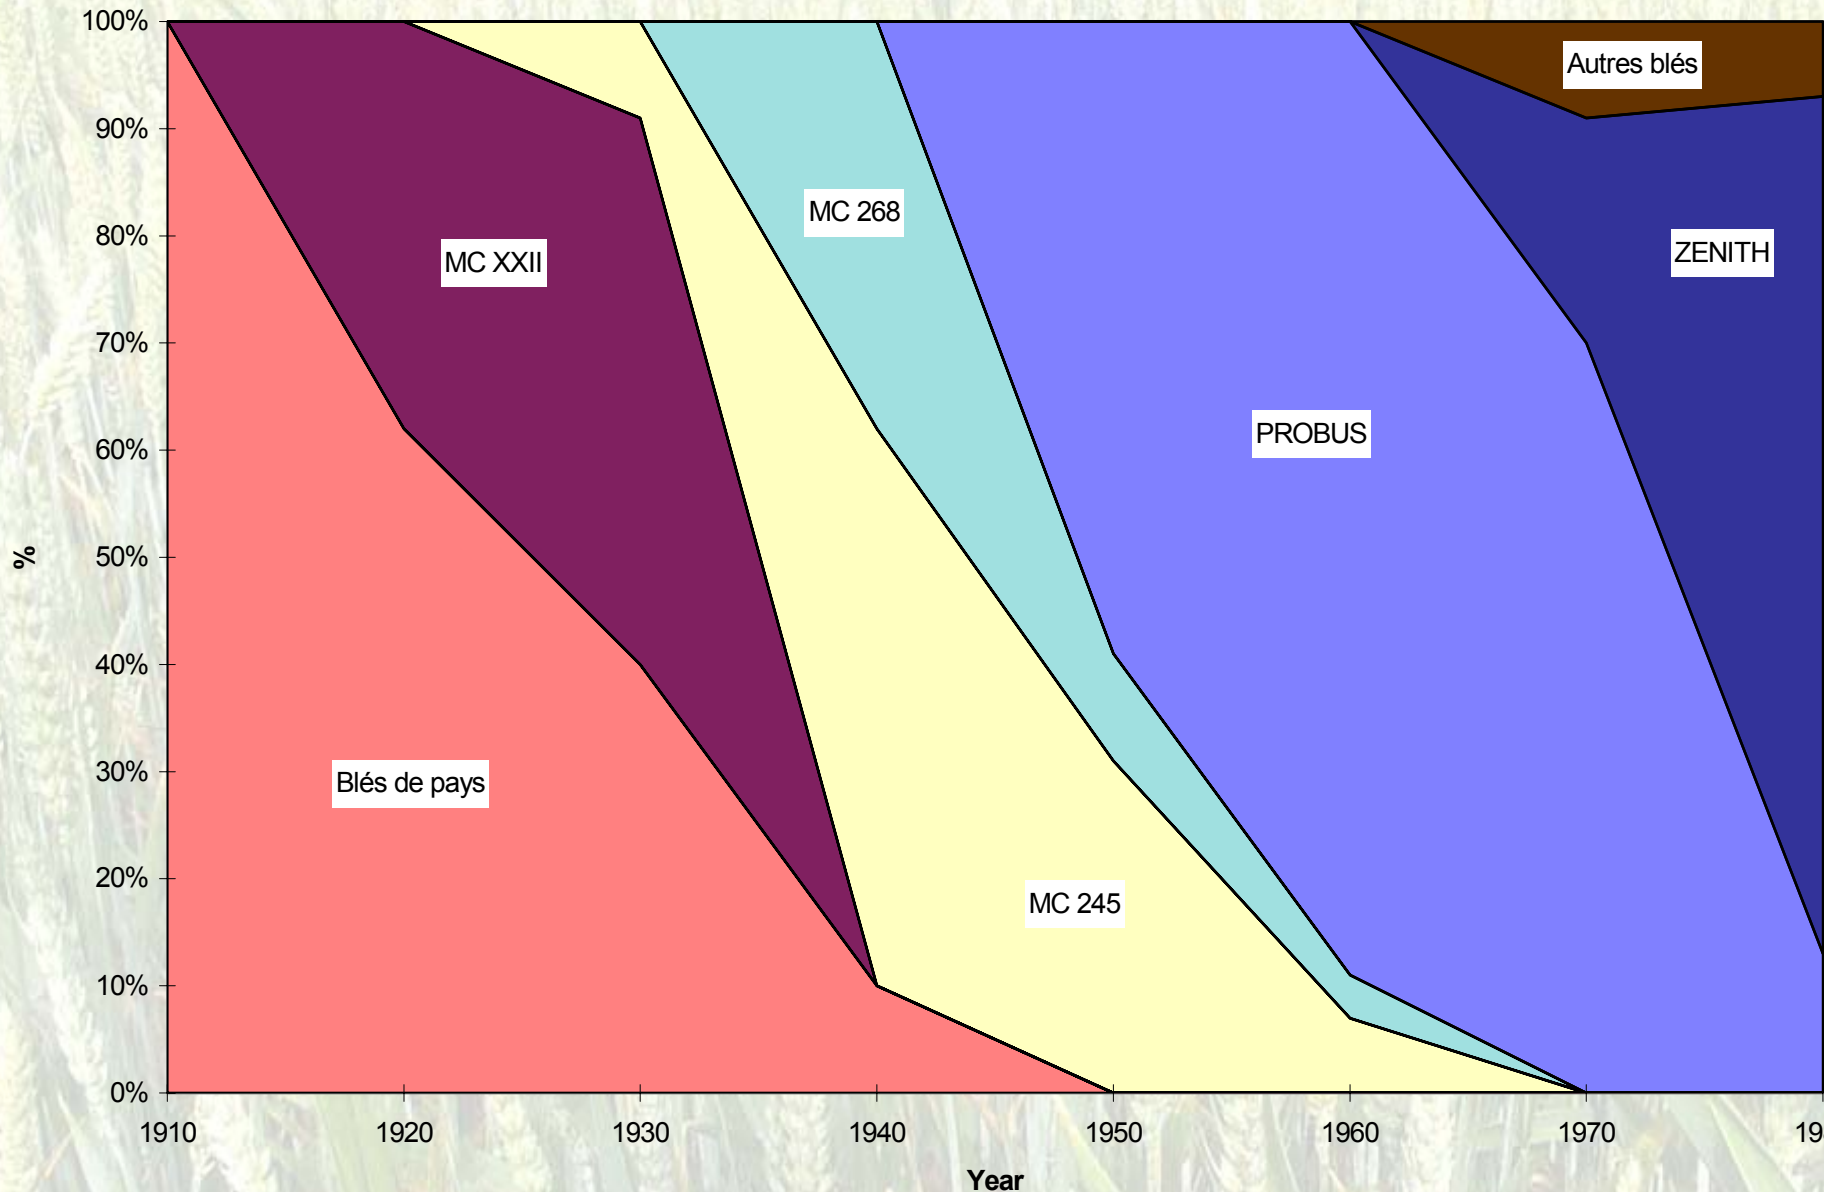 100%
90%
80%
70%
60%
50%
40%
30%
20%
10%
0%
%
Autres blés
MC 268
ZENITH
MC XXII
PROBUS
Blés de pays
MC 245
1910 1920 1930 1940 1950 1960 1970
Year